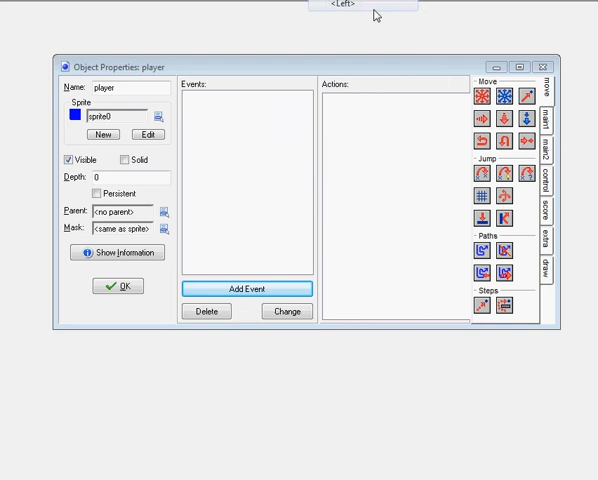 <Left>
Object Properties: player
Name: player
Sprite
sprite0
New
Edit
Visible
Solid
Depth: 0
Persistent
Parent: <no parent>
Mask: <same as sprite>
Show Information
OK
Events:
Add Event
Delete
Change
Actions:
Move
Jump
Paths
Steps
move
main1
main2
control
score
extra
draw